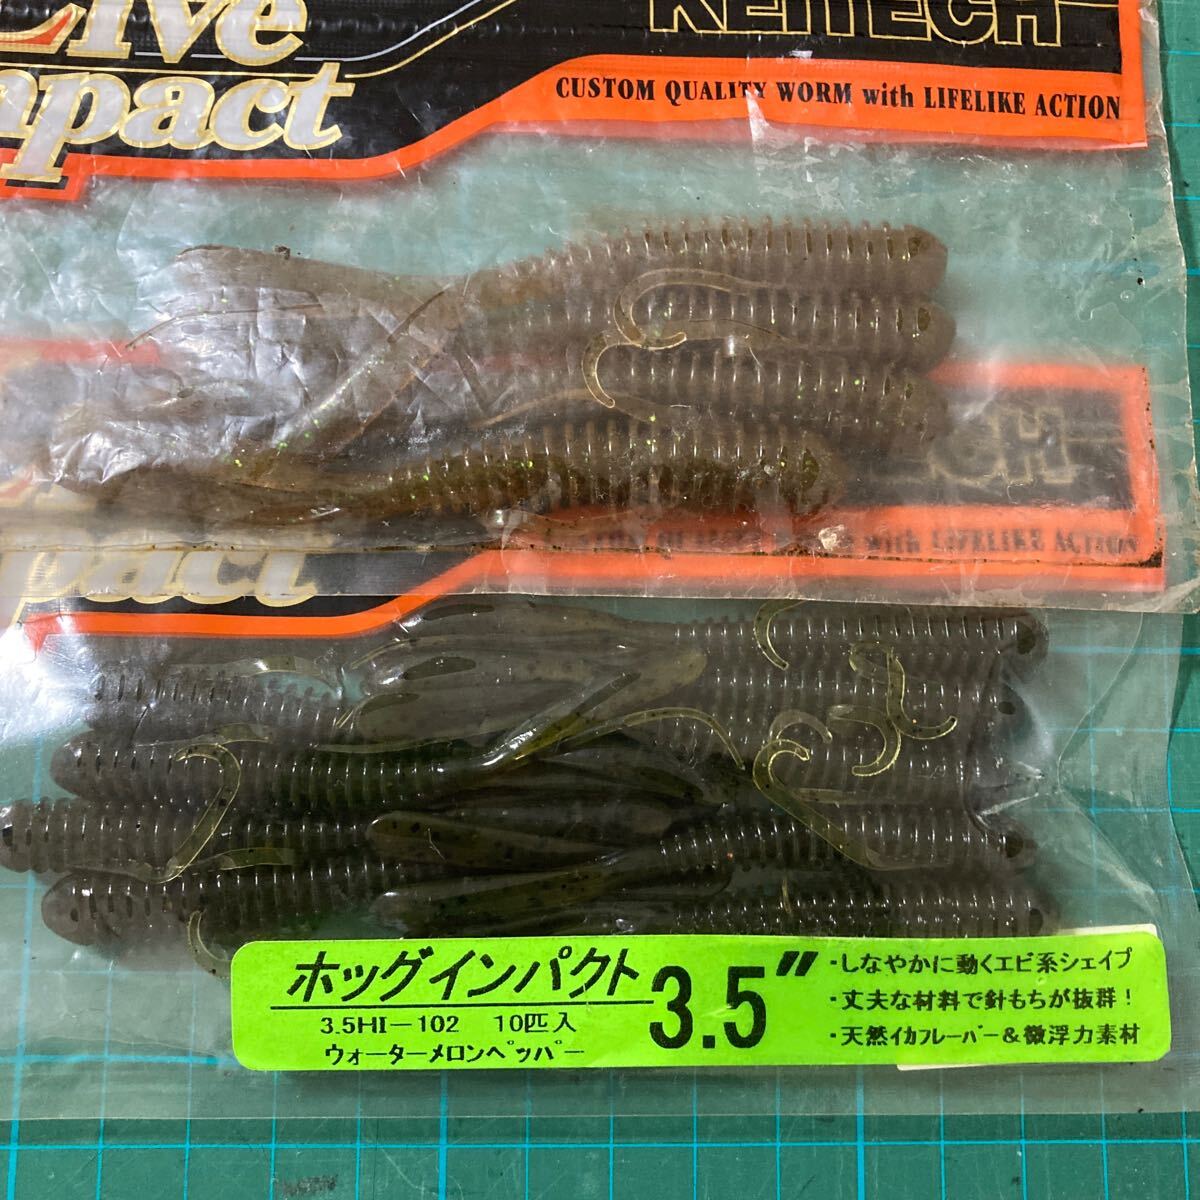 Live
KEITECH
mpact
CUSTOM QUALITY WORM with LIFELIKE ACTION
ECH
QUALITY with LIFELIKE ACTION
pact
ホッグインパクト 3.5″
3.5HI-102 10匹入
ウォーターメロンペッパー
・しなやかに動くエビ系シェイプ
・丈夫な材料で針もちが抜群!
・天然イカフレーバー&微浮力素材